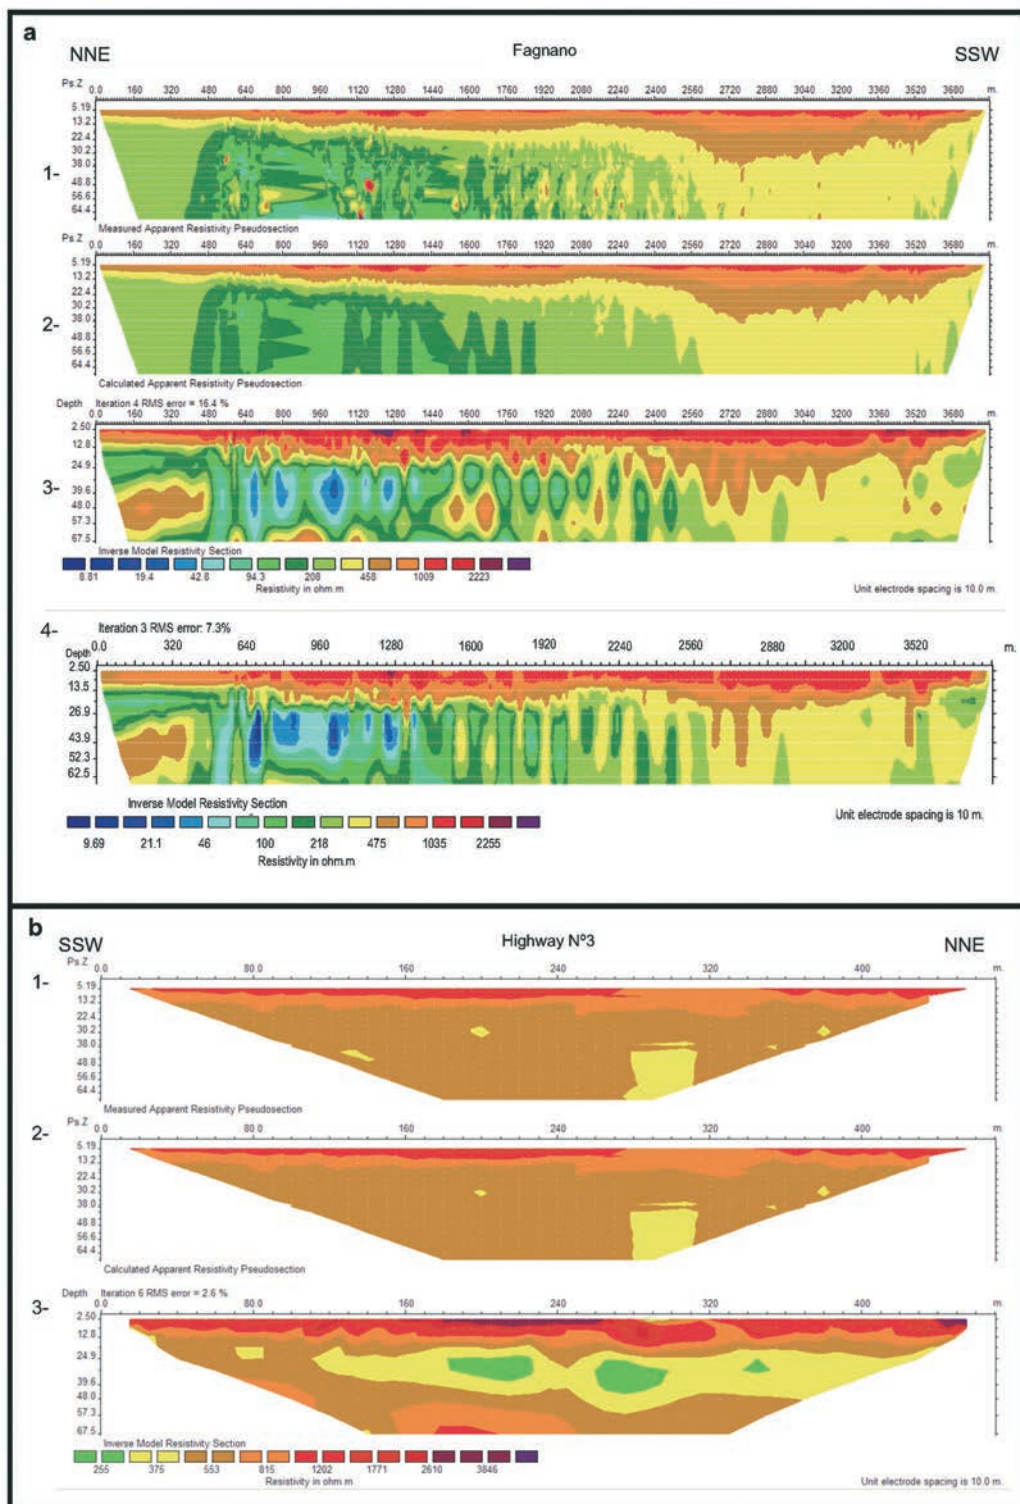 a
NNE Fagnano SSW
Ps.Z 0.0 160 320 480 640 800 960 1120 1280 1440 1600 1760 1920 2080 2240 2400 2560 2720 2880 3040 3200 3360 3520 3680 m.
1-
5.19
13.2
22.4
30.2
38.0
48.8
56.6
64.4
Measured Apparent Resistivity Pseudosection
Ps.Z 0.0 160 320 480 640 800 960 1120 1280 1440 1600 1760 1920 2080 2240 2400 2560 2720 2880 3040 3200 3360 3520 3680 m.
2-
5.19
13.2
22.4
30.2
38.0
48.8
56.6
64.4
Calculated Apparent Resistivity Pseudosection
Depth Iteration 4 RMS error = 16.4 %
0.0 160 320 480 640 800 960 1120 1280 1440 1600 1760 1920 2080 2240 2400 2560 2720 2880 3040 3200 3360 3520 3680 m.
3-
2.50
12.8
24.9
39.6
48.0
57.3
67.5
Inverse Model Resistivity Section
8.81 19.4 42.8 94.3 208 458 1009 2223
Resistivity in ohm.m
Unit electrode spacing is 10.0 m.
4-
Iteration 3 RMS error: 7.3%
Depth 0.0 320 640 960 1280 1600 1920 2240 2560 2880 3200 3520 m.
2.50
13.5
26.9
43.9
52.3
62.5
Inverse Model Resistivity Section
9.69 21.1 46 100 218 475 1035 2255
Resistivity in ohm.m
Unit electrode spacing is 10 m.
b
SSW Highway Nº3 NNE
Ps.Z 0.0 80.0 160 240 320 400 m.
1-
5.19
13.2
22.4
30.2
38.0
48.8
56.6
64.4
Measured Apparent Resistivity Pseudosection
Ps.Z 0.0 80.0 160 240 320 400 m.
2-
5.19
13.2
22.4
30.2
38.0
48.8
56.6
64.4
Calculated Apparent Resistivity Pseudosection
Depth Iteration 6 RMS error = 2.6 %
0.0 80.0 160 240 320 400 m.
3-
2.50
12.8
24.9
39.6
48.0
57.3
67.5
Inverse Model Resistivity Section
255 375 553 815 1202 1771 2610 3846
Resistivity in ohm.m
Unit electrode spacing is 10.0 m.